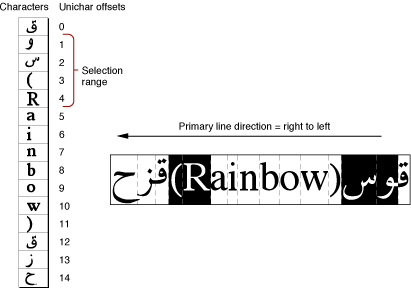 Characters Unichar offsets
ق 0
و 1
س 2
( 3
R 4
a 5
i 6
n 7
b 8
o 9
w 10
) 11
ق 12
ز 13
ح 14
Selection range
Primary line direction = right to left
قوس (Rainbow) قزح